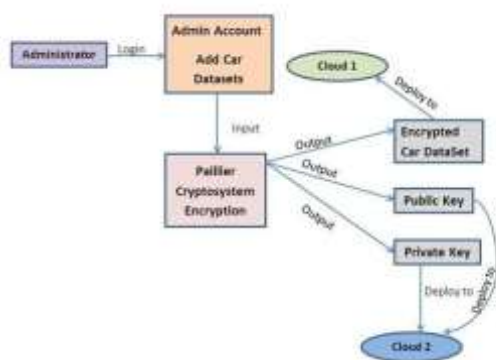 Administrator
Login
Admin Account
Add Car
Datasets
Input
Paillier
Cryptosystem
Encryption
Output
Output
Output
Encrypted
Car DataSet
Public Key
Private Key
Deploy to
Cloud 1
Deploy to
Deploy to
Cloud 2